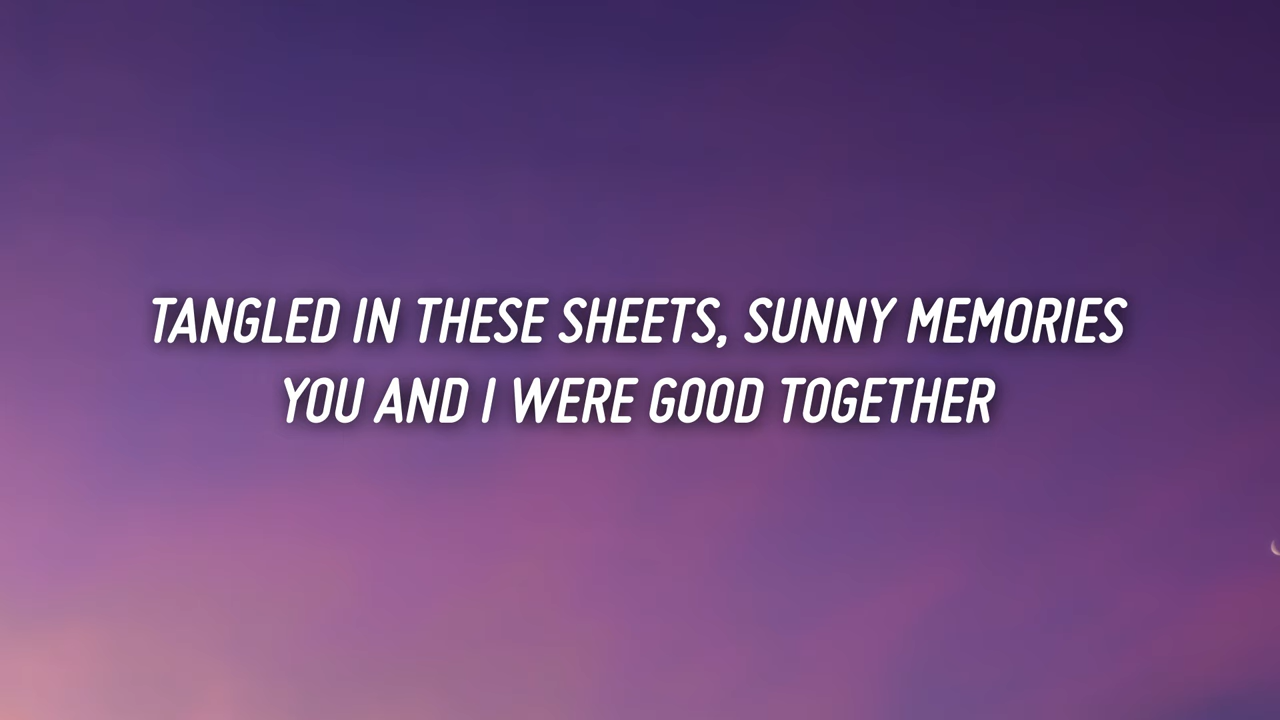 TANGLED IN THESE SHEETS, SUNNY MEMORIES
YOU AND I WERE GOOD TOGETHER